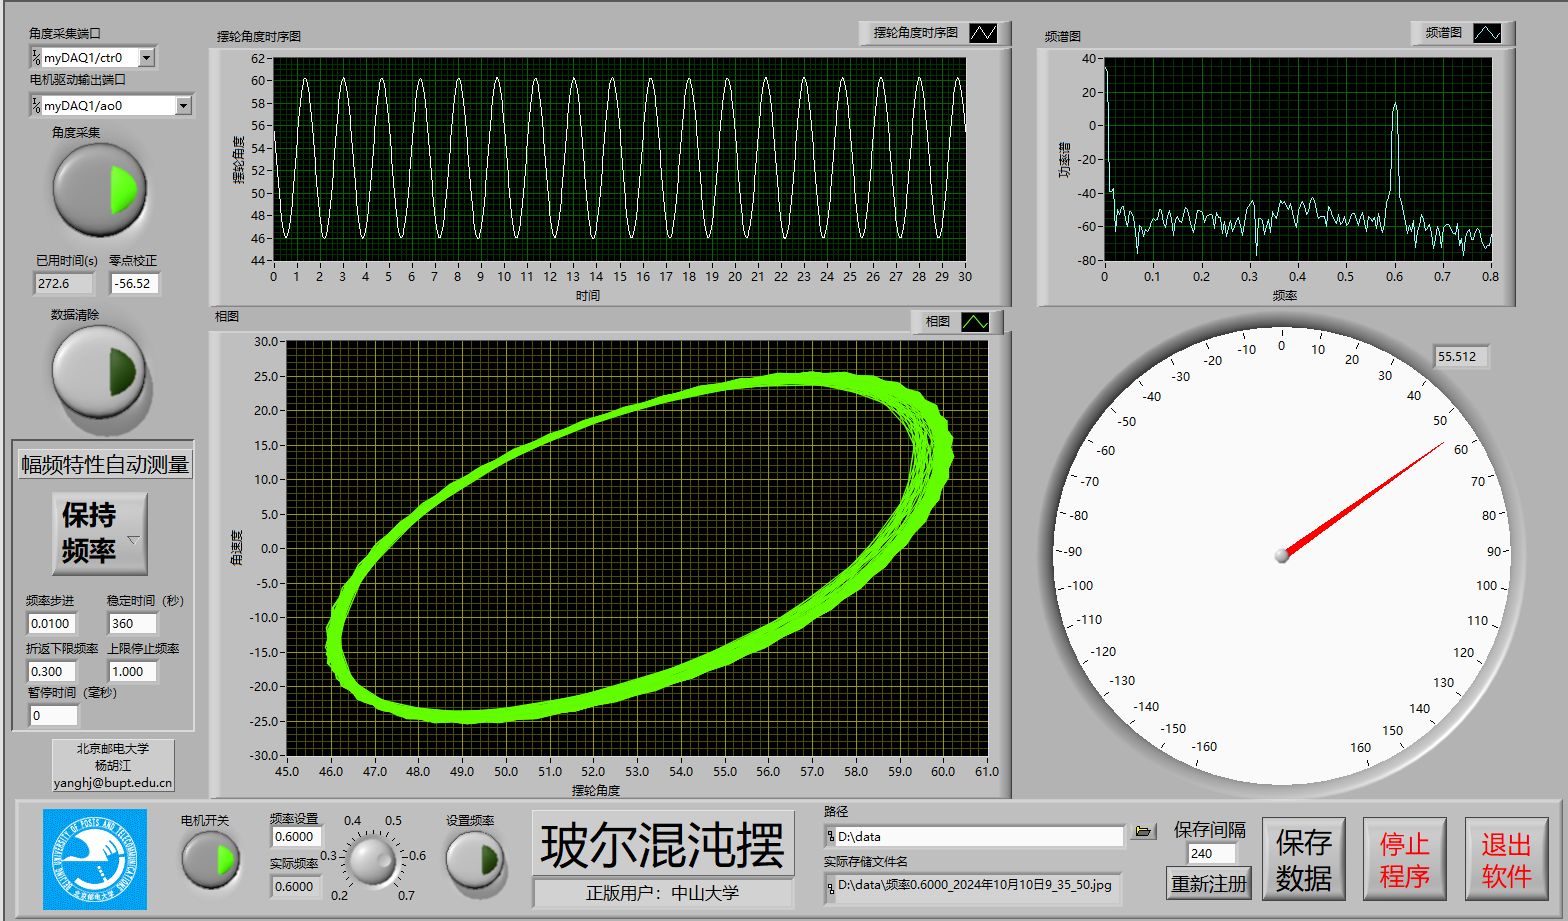 角度采集端口
myDAQ1/ctr0
电机驱动输出端口
myDAQ1/ao0
角度采集
已用时间(s) 零点校正
272.6 -56.52
数据清除
幅频特性自动测量
保持
频率
频率步进 稳定时间（秒）
0.0100 360
折返下限频率 上限停止频率
0.300 1.000
暂停时间（毫秒）
0
北京邮电大学
杨胡江
yanghj@bupt.edu.cn
摆轮角度时序图 摆轮角度时序图
摆轮角度
62
60
58
56
54
52
50
48
46
44
0 1 2 3 4 5 6 7 8 9 10 11 12 13 14 15 16 17 18 19 20 21 22 23 24 25 26 27 28 29 30
时间
频谱图 频谱图
功率谱
40
20
0
-20
-40
-60
-80
0 0.1 0.2 0.3 0.4 0.5 0.6 0.7 0.8
频率
相图 相图
角速度
30.0
25.0
20.0
15.0
10.0
5.0
0.0
-5.0
-10.0
-15.0
-20.0
-25.0
-30.0
45.0 46.0 47.0 48.0 49.0 50.0 51.0 52.0 53.0 54.0 55.0 56.0 57.0 58.0 59.0 60.0 61.0
摆轮角度
55.512
-160 -150 -140 -130 -120 -110 -100 -90 -80 -70 -60 -50 -40 -30 -20 -10 0 10 20 30 40 50 60 70 80 90 100 110 120 130 140 150 160
BEIJING UNIVERSITY OF POSTS AND TELECOMMUNICATIONS
北京邮电大学
电机开关
频率设置
0.6000
实际频率
0.6000
0.2 0.3 0.4 0.5 0.6 0.7
设置频率
玻尔混沌摆
正版用户：中山大学
路径
D:\data
实际存储文件名
D:\data\频率0.6000_2024年10月10日9_35_50.jpg
保存间隔
240
重新注册
保存
数据
停止
程序
退出
软件